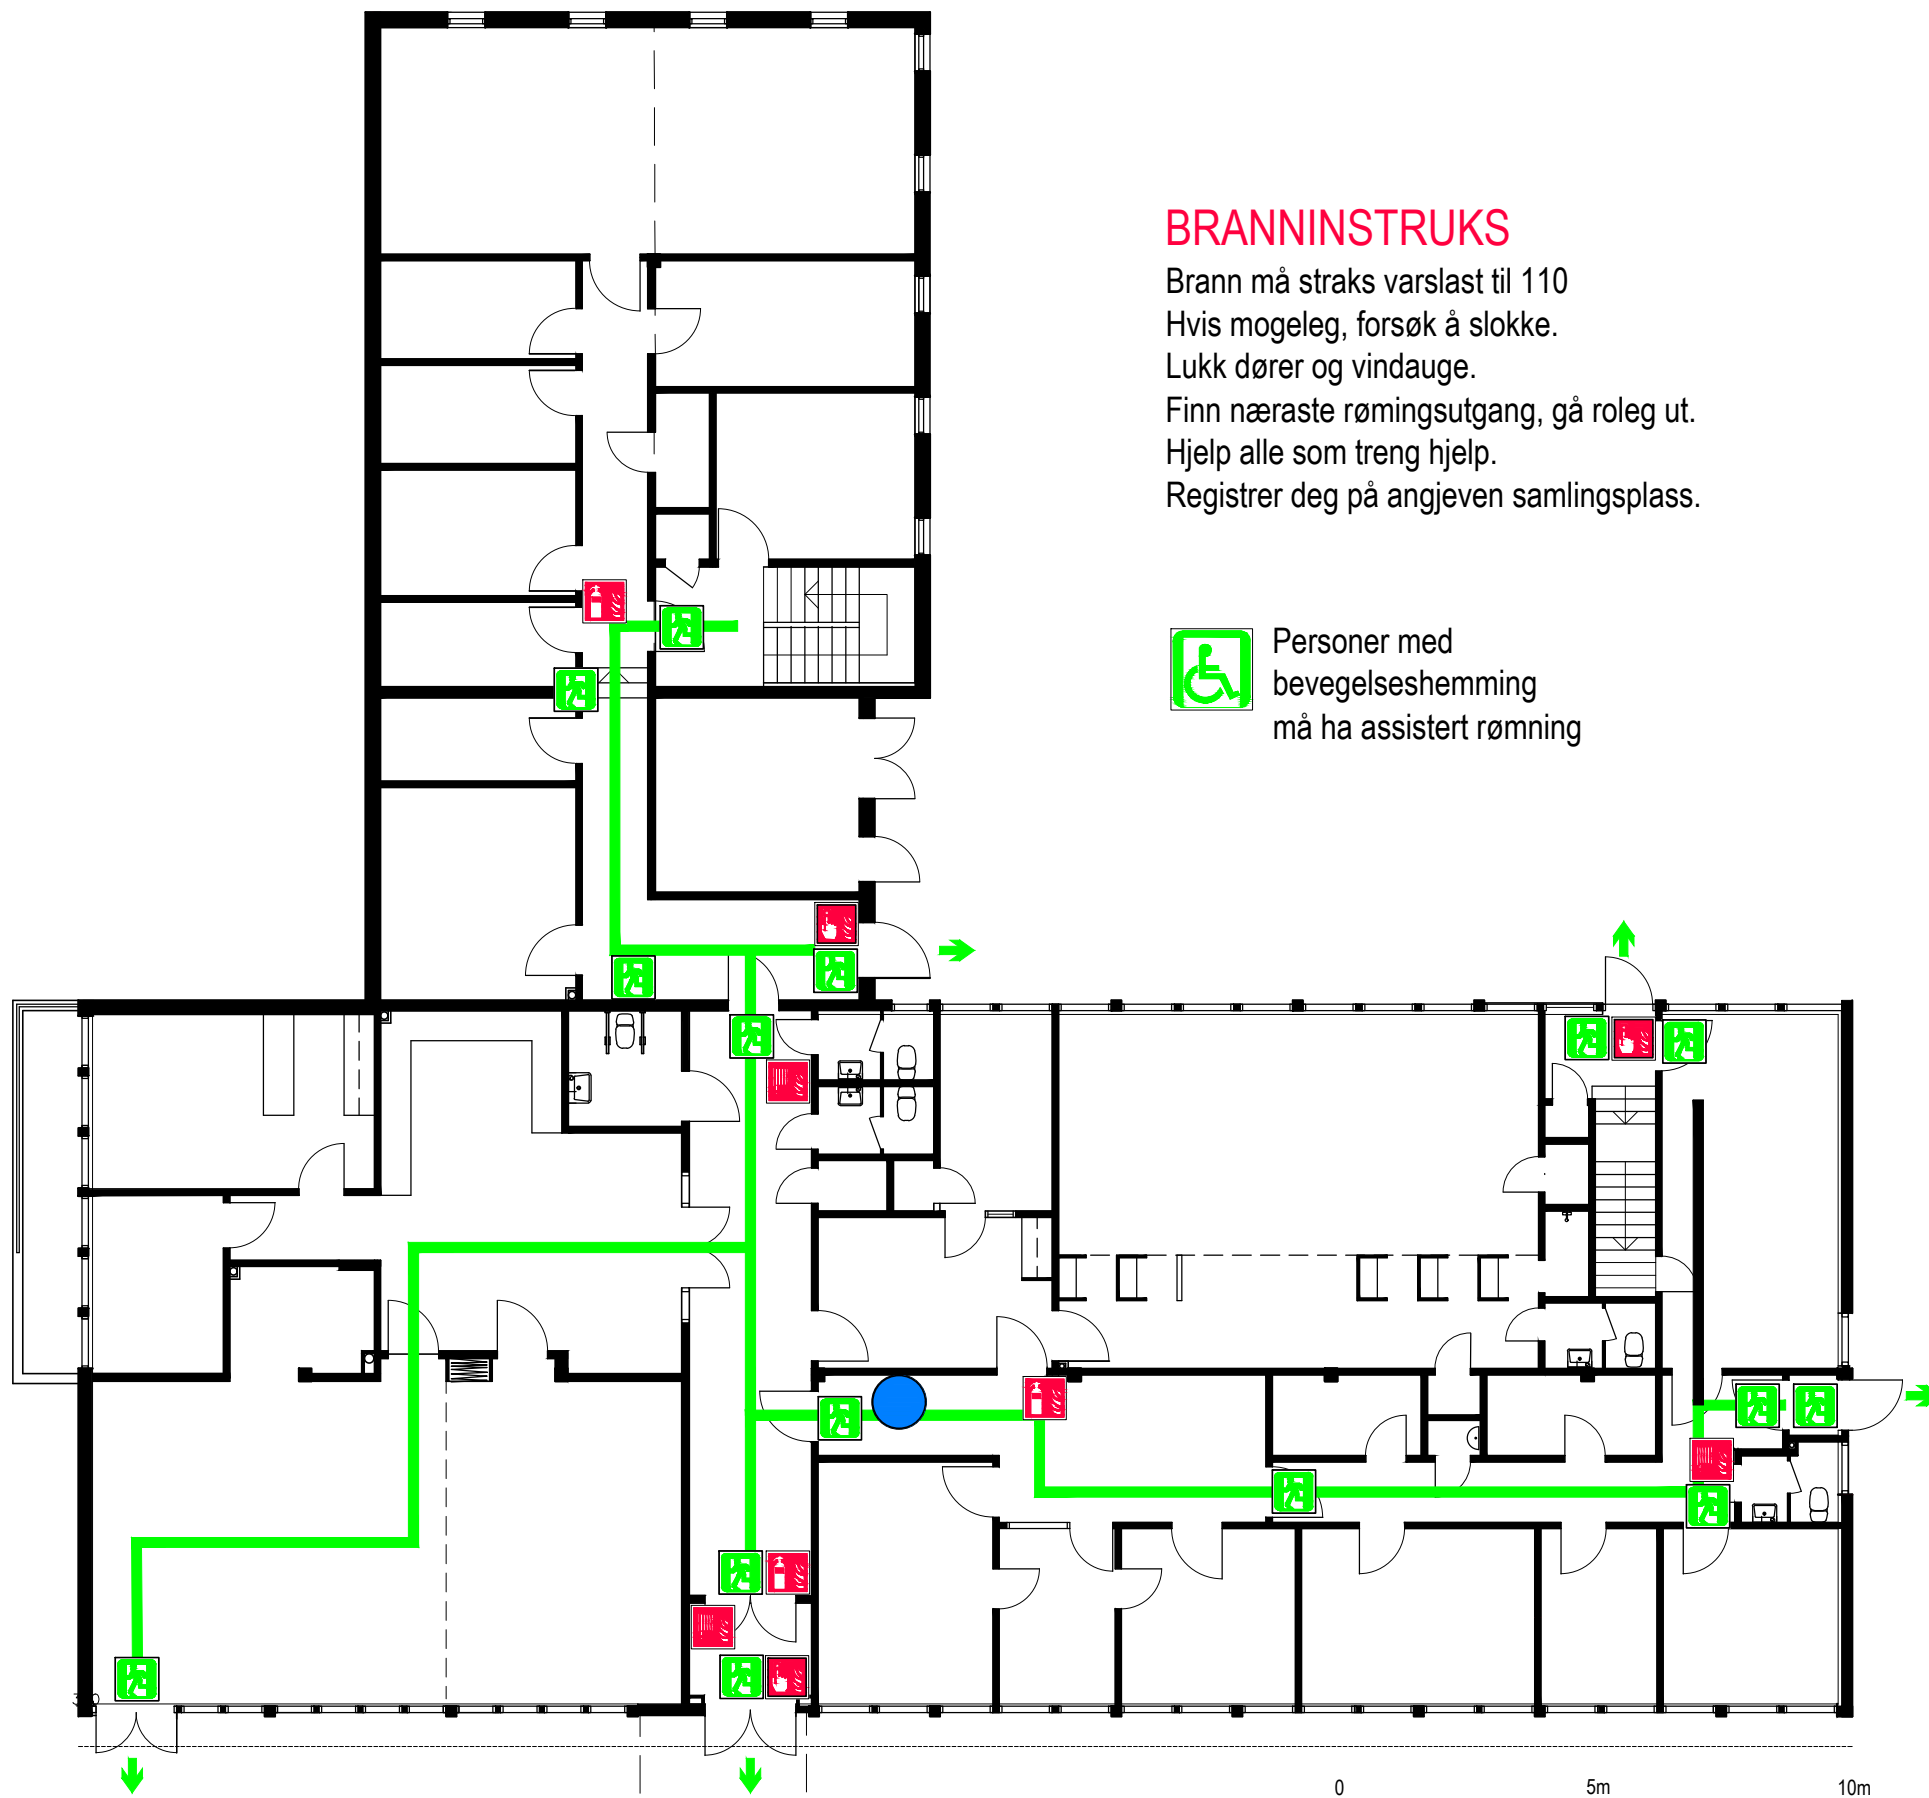 BRANNINSTRUKS
Brann må straks varslast til 110
Hvis mogeleg, forsøk å slokke.
Lukk dører og vindauge.
Finn næraste rømingsutgang, gå roleg ut.
Hjelp alle som treng hjelp.
Registrer deg på angjeven samlingsplass.
Personer med
bevegelseshemming
må ha assistert rømning
0 5m 10m